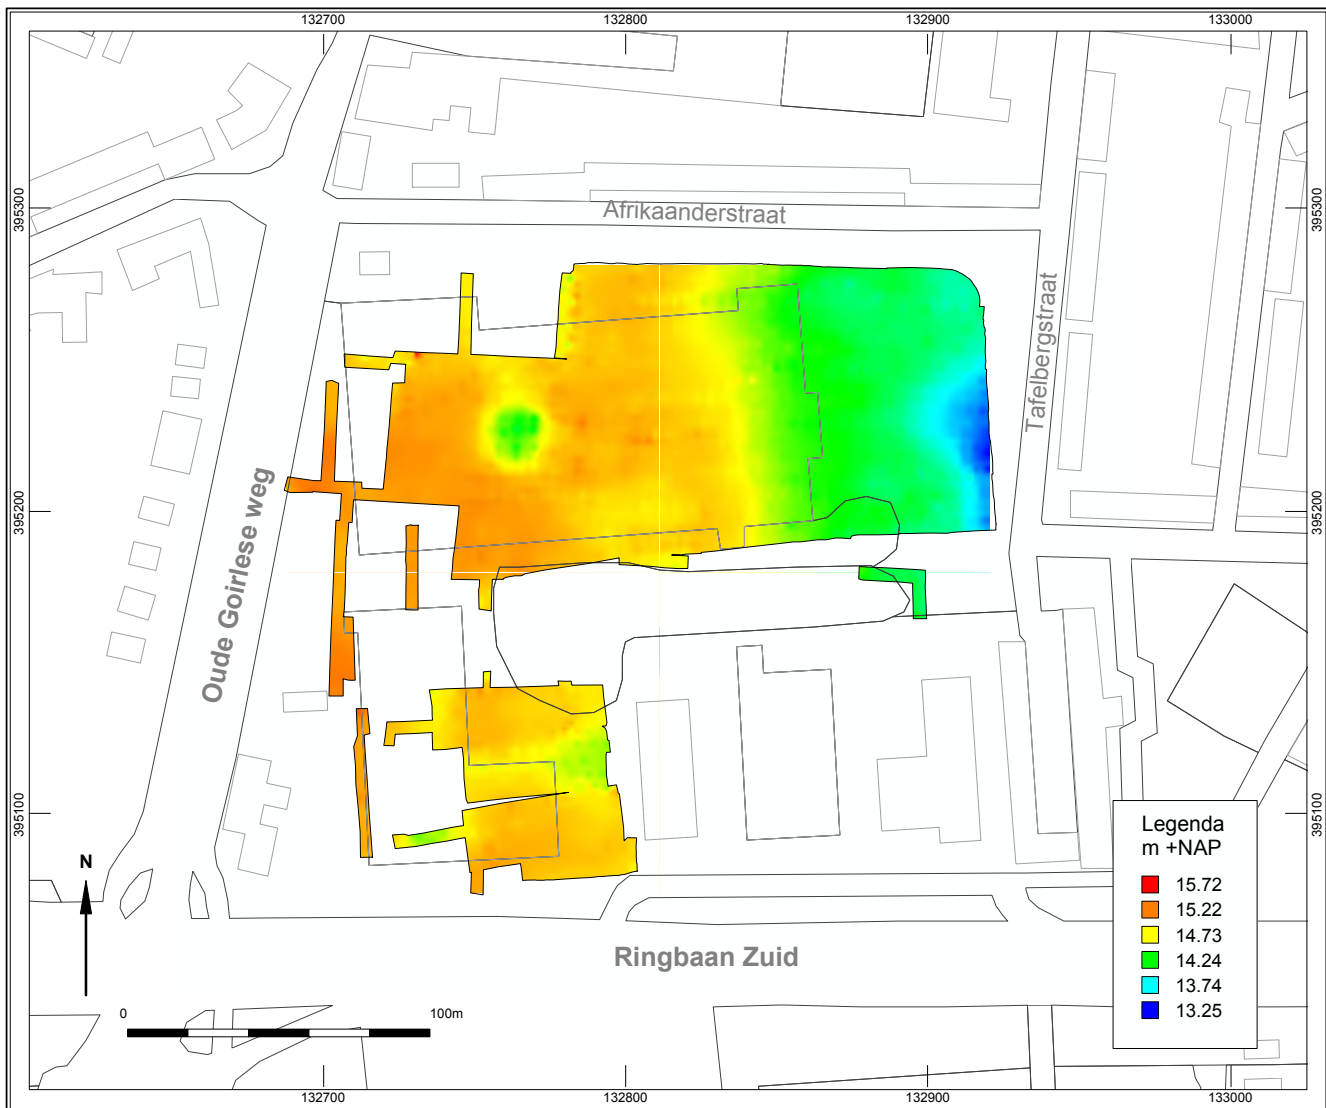 132700
132800
132900
133000
395300
395300
Afrikaanderstraat
Tafelbergstraat
395200
395200
Oude Goirlese weg
395100
395100
Legenda
m +NAP
15.72
15.22
14.73
14.24
13.74
13.25
N
Ringbaan Zuid
0
100m
132700
132800
132900
133000